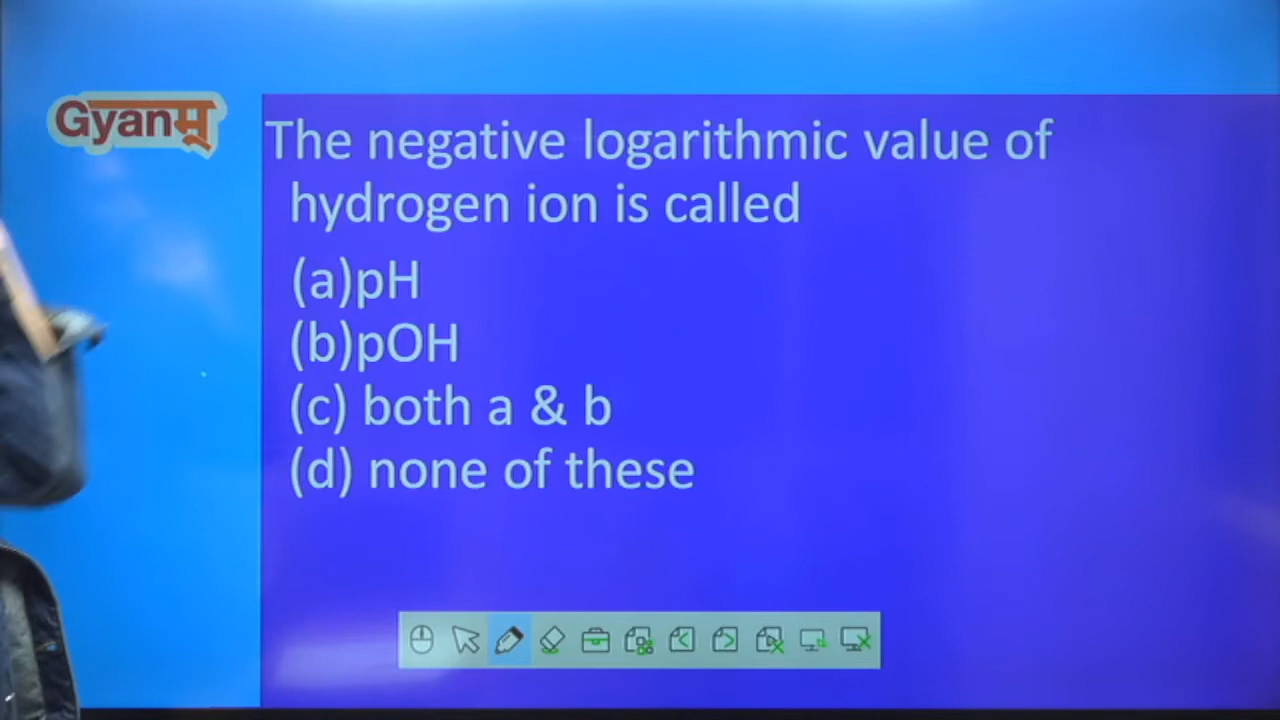 Gyanम्
The negative logarithmic value of
hydrogen ion is called
(a)pH
(b)pOH
(c) both a & b
(d) none of these